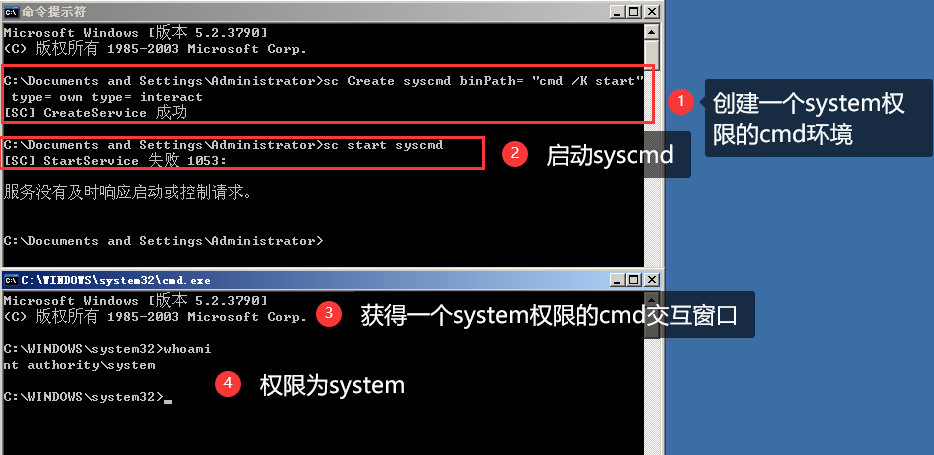 命令提示符
Microsoft Windows [版本 5.2.3790]
(C) 版权所有 1985-2003 Microsoft Corp.
C:\Documents and Settings\Administrator>sc Create syscmd binPath= "cmd /K start"
type= own type= interact
[SC] CreateService 成功
1
创建一个system权
限的cmd环境
C:\Documents and Settings\Administrator>sc start syscmd
[SC] StartService 失败 1053:
2
启动syscmd
服务没有及时响应启动或控制请求。
C:\Documents and Settings\Administrator>
C:\WINDOWS\system32\cmd.exe
Microsoft Windows [版本 5.2.3790]
(C) 版权所有 1985-2003 Microsoft Corp.
3
获得一个system权限的cmd交互窗口
C:\WINDOWS\system32>whoami
nt authority\system
4
权限为system
C:\WINDOWS\system32>_